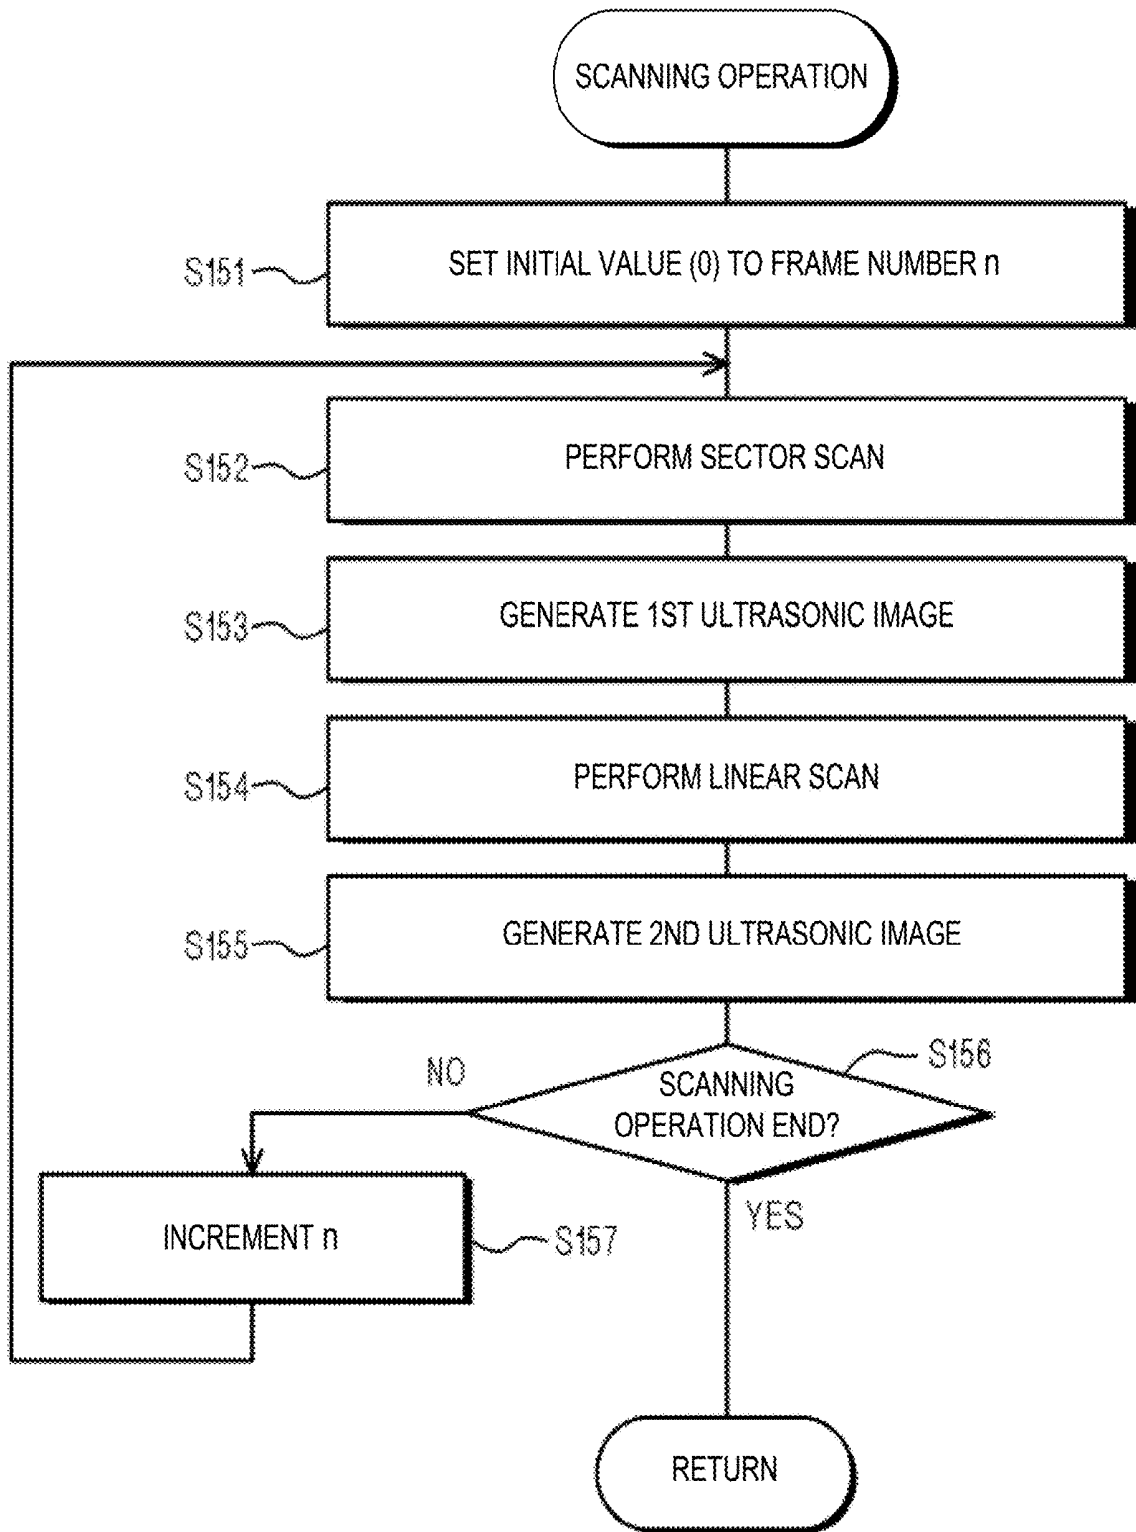 SCANNING OPERATION
S151
SET INITIAL VALUE (0) TO FRAME NUMBER n
S152
PERFORM SECTOR SCAN
S153
GENERATE 1ST ULTRASONIC IMAGE
S154
PERFORM LINEAR SCAN
S155
GENERATE 2ND ULTRASONIC IMAGE
S156
NO
SCANNING
OPERATION END?
YES
INCREMENT n
S157
RETURN